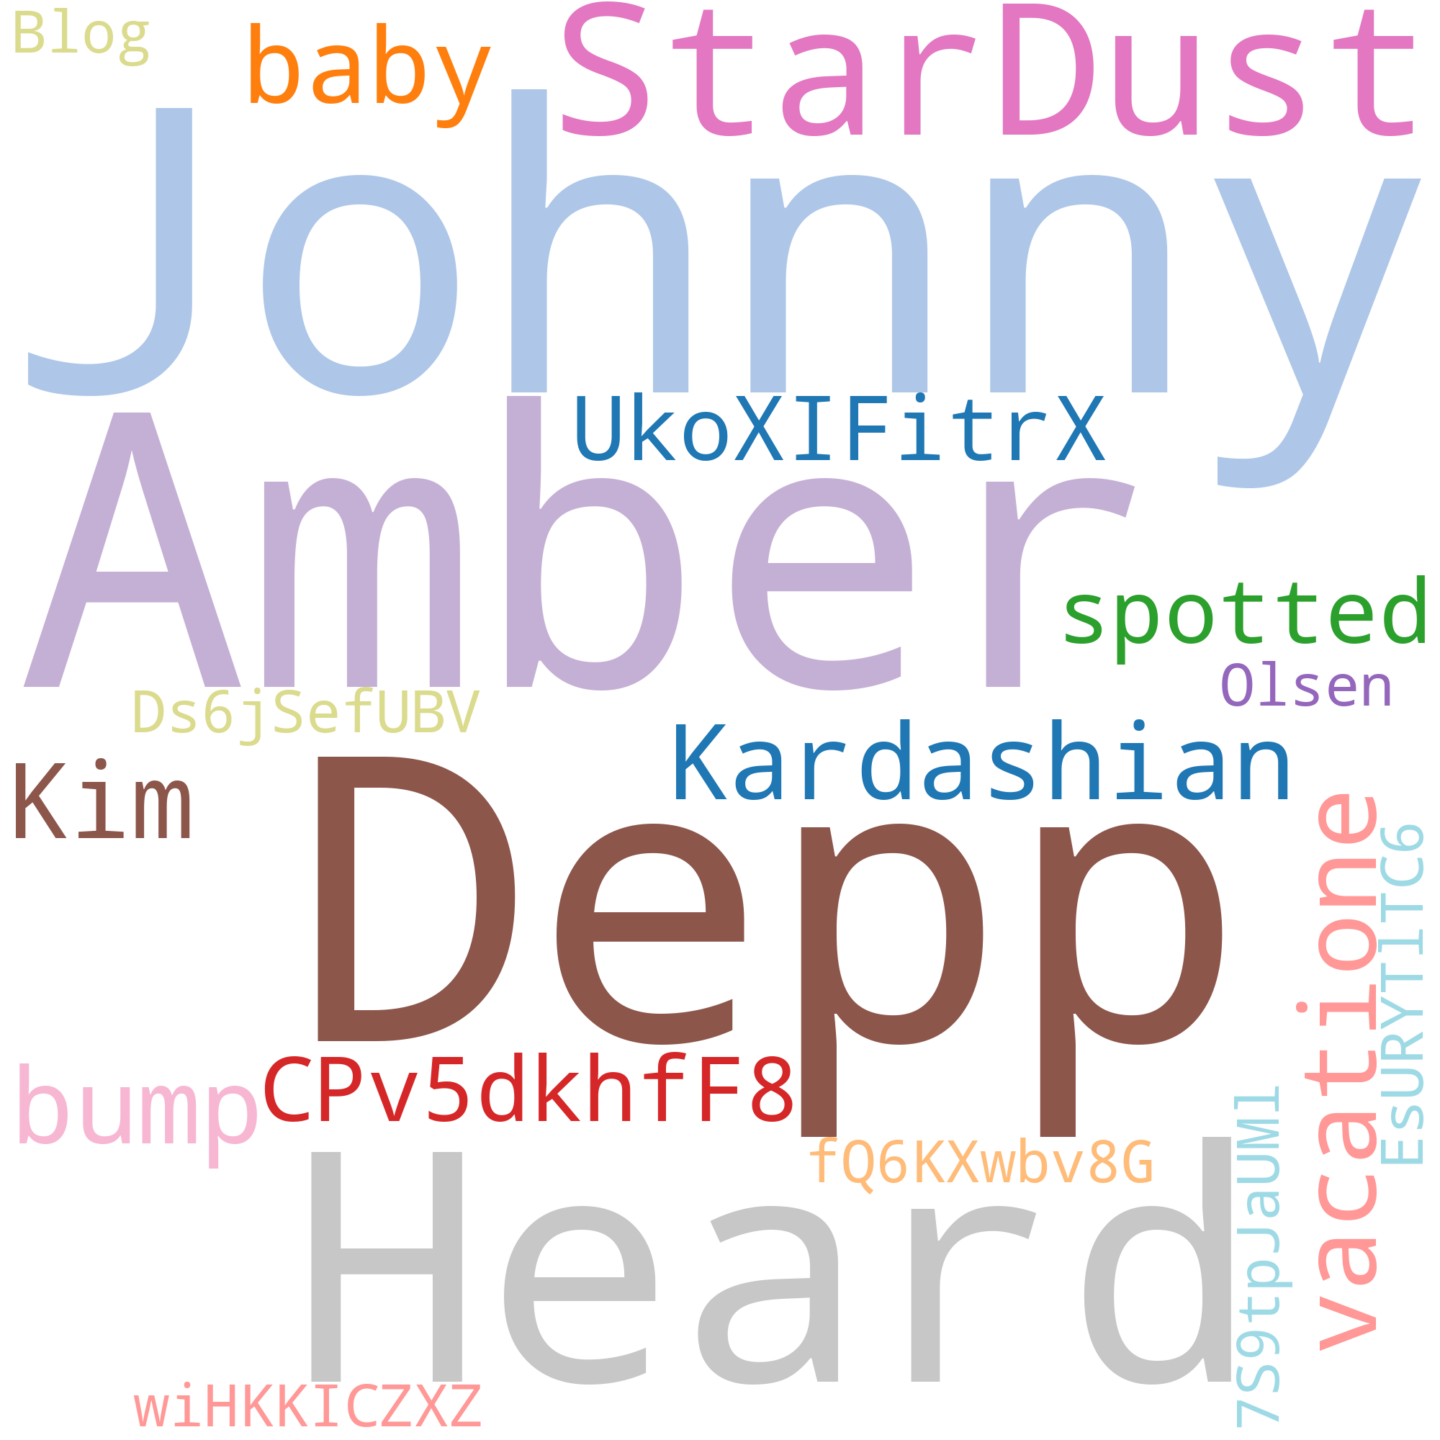 Blog
baby
StarDust
Johnny
UkoXIFitrX
Amber
spotted
Olsen
Ds6jSefUBV
Kardashian
Kim
Depp
vacatione
EsURYTlTC6
CPv5dkhfF8
bump
fQ6KXwbv8G
7S9tpJaUMl
Heard
wiHKKICZXZ